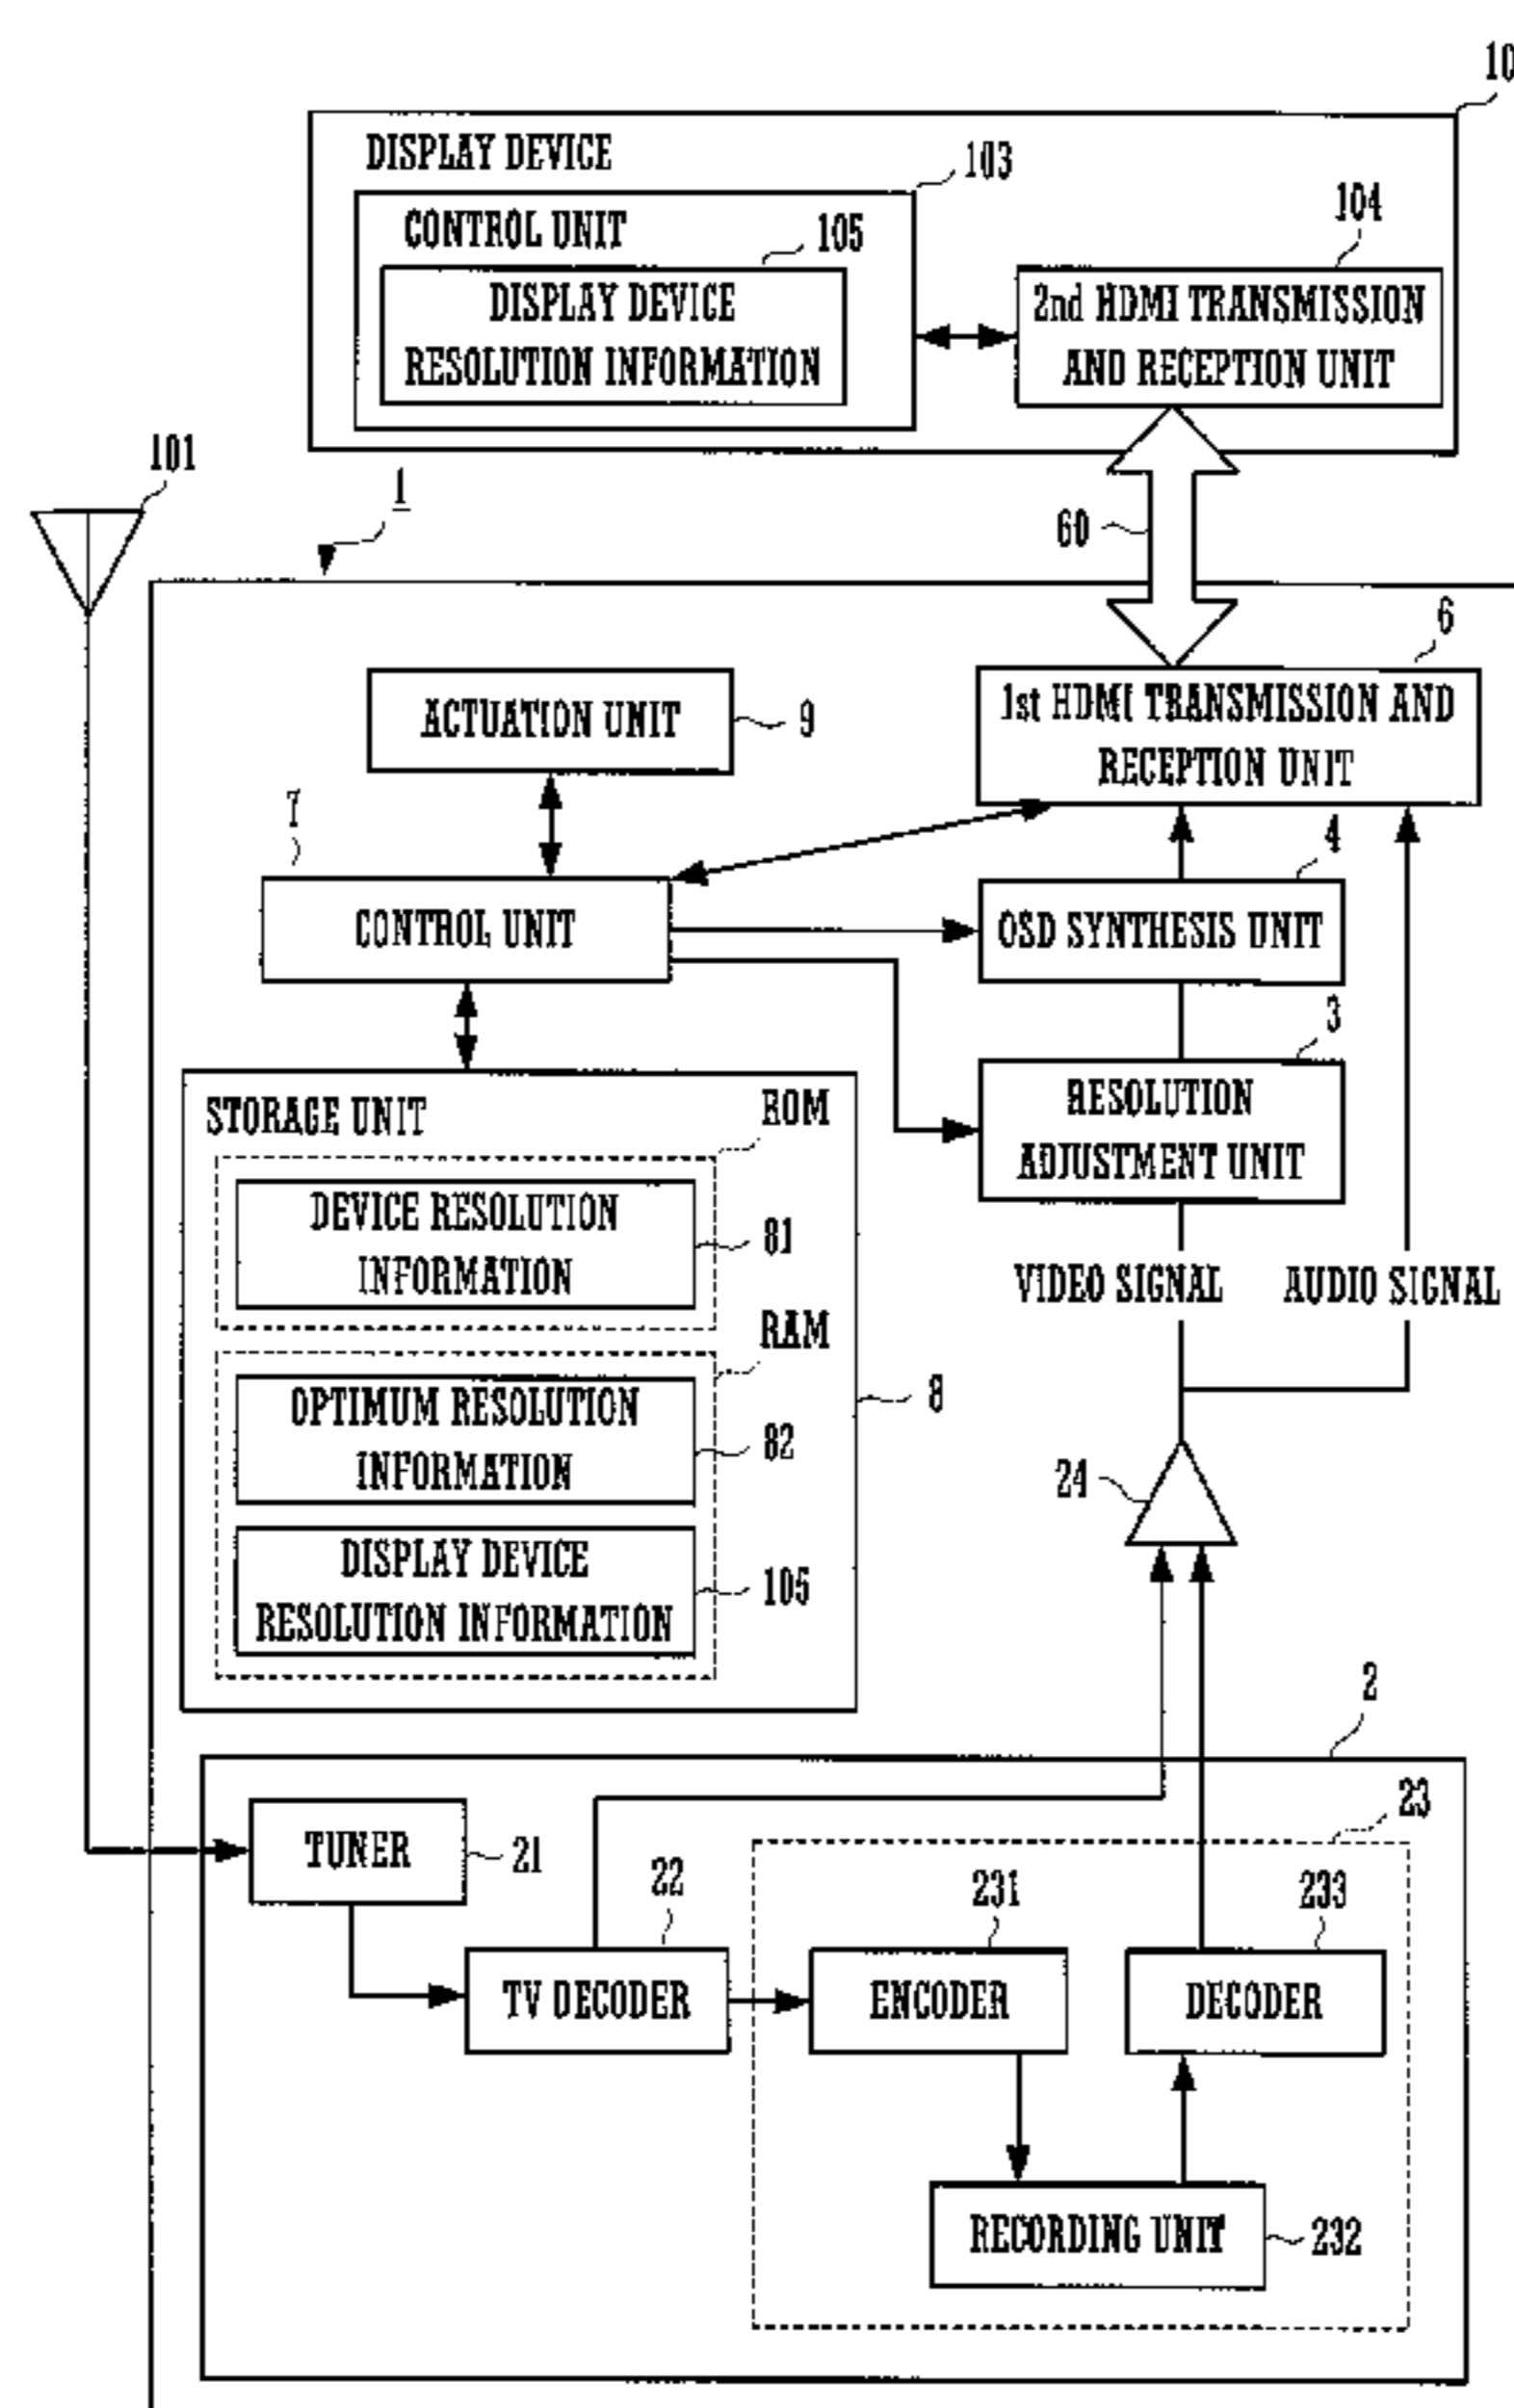 10
DISPLAY DEVICE
103
CONTROL UNIT
105
104
DISPLAY DEVICE
RESOLUTION INFORMATION
2nd HDMI TRANSMISSION
AND RECEPTION UNIT
101
1
60
6
ACTUATION UNIT
9
1st HDMI TRANSMISSION AND
RECEPTION UNIT
7
4
CONTROL UNIT
OSD SYNTHESIS UNIT
3
STORAGE UNIT
ROM
RESOLUTION
ADJUSTMENT UNIT
DEVICE RESOLUTION
INFORMATION
81
VIDEO SIGNAL
AUDIO SIGNAL
RAM
OPTIMUM RESOLUTION
INFORMATION
82
8
24
DISPLAY DEVICE
RESOLUTION INFORMATION
105
2
23
TUNER
21
22
231
233
TV DECODER
ENCODER
DECODER
RECORDING UNIT
232